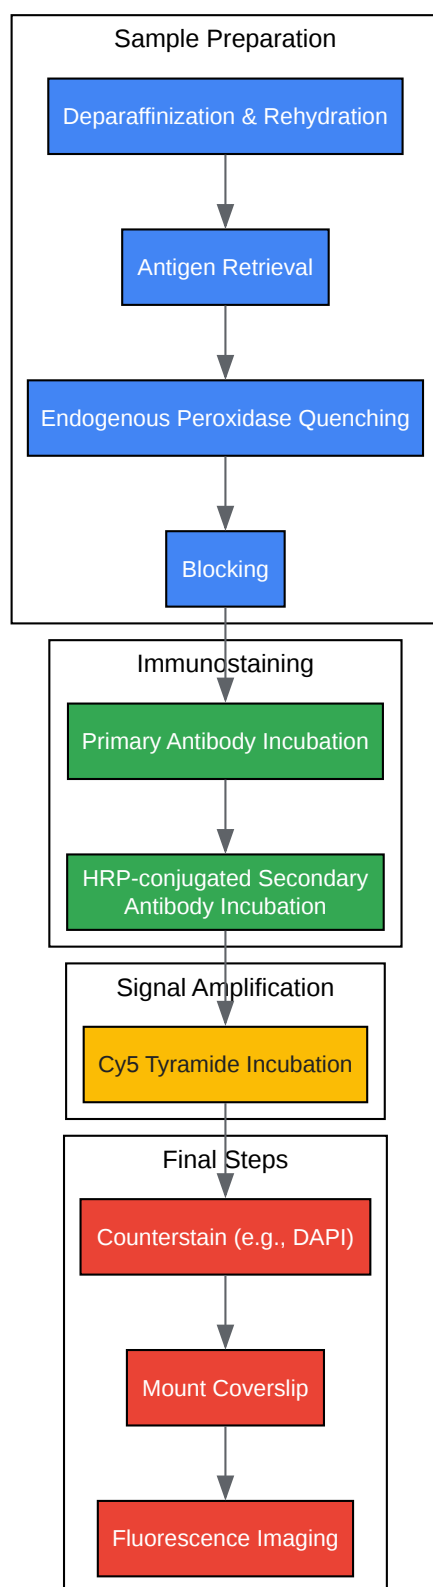 Sample Preparation
Deparaffinization & Rehydration
Antigen Retrieval
Endogenous Peroxidase Quenching
Blocking
Immunostaining
Primary Antibody Incubation
HRP-conjugated Secondary
Antibody Incubation
Signal Amplification
Cy5 Tyramide Incubation
Final Steps
Counterstain (e.g., DAPI)
Mount Coverslip
Fluorescence Imaging